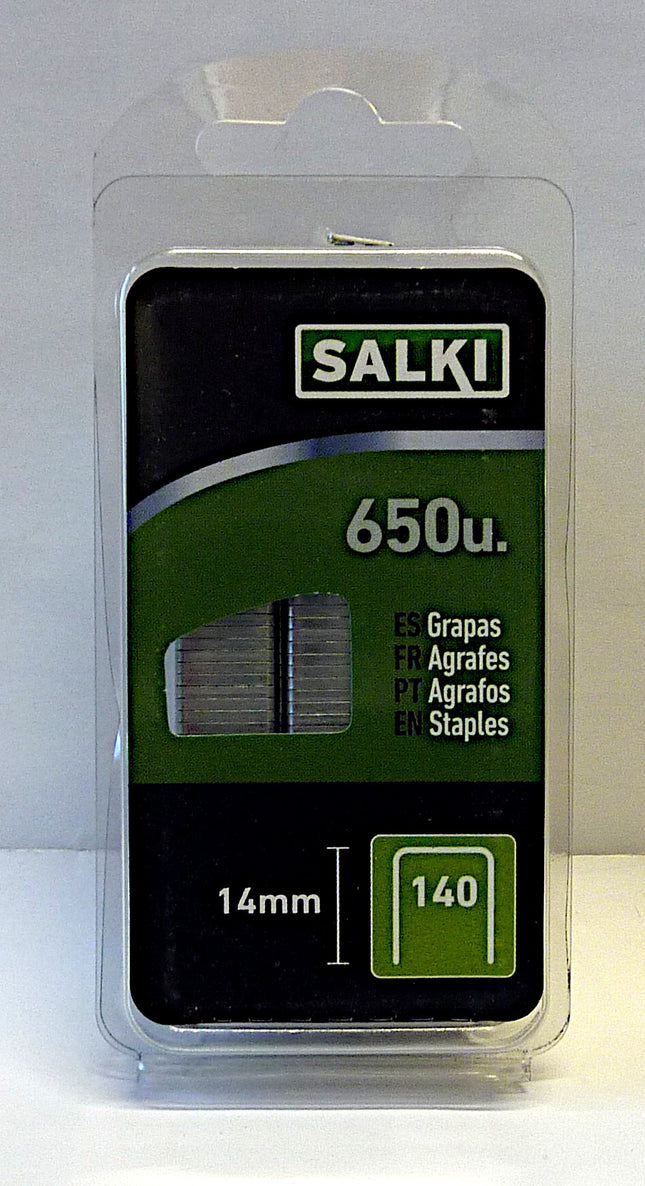 SALKI
650u.
ES Grapas
FR Agrafes
PT Agrafos
EN Staples
14mm
140